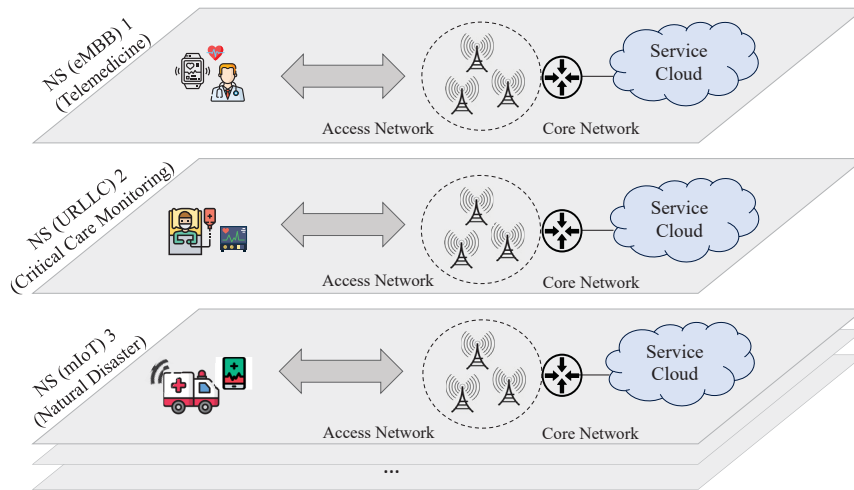 NS (eMBB) 1
(Telemedicine)
Service
Cloud
Access Network
Core Network
NS (URLLC) 2
(Critical Care Monitoring)
Service
Cloud
Access Network
Core Network
NS (mIoT) 3
(Natural Disaster)
Service
Cloud
Access Network
Core Network
...